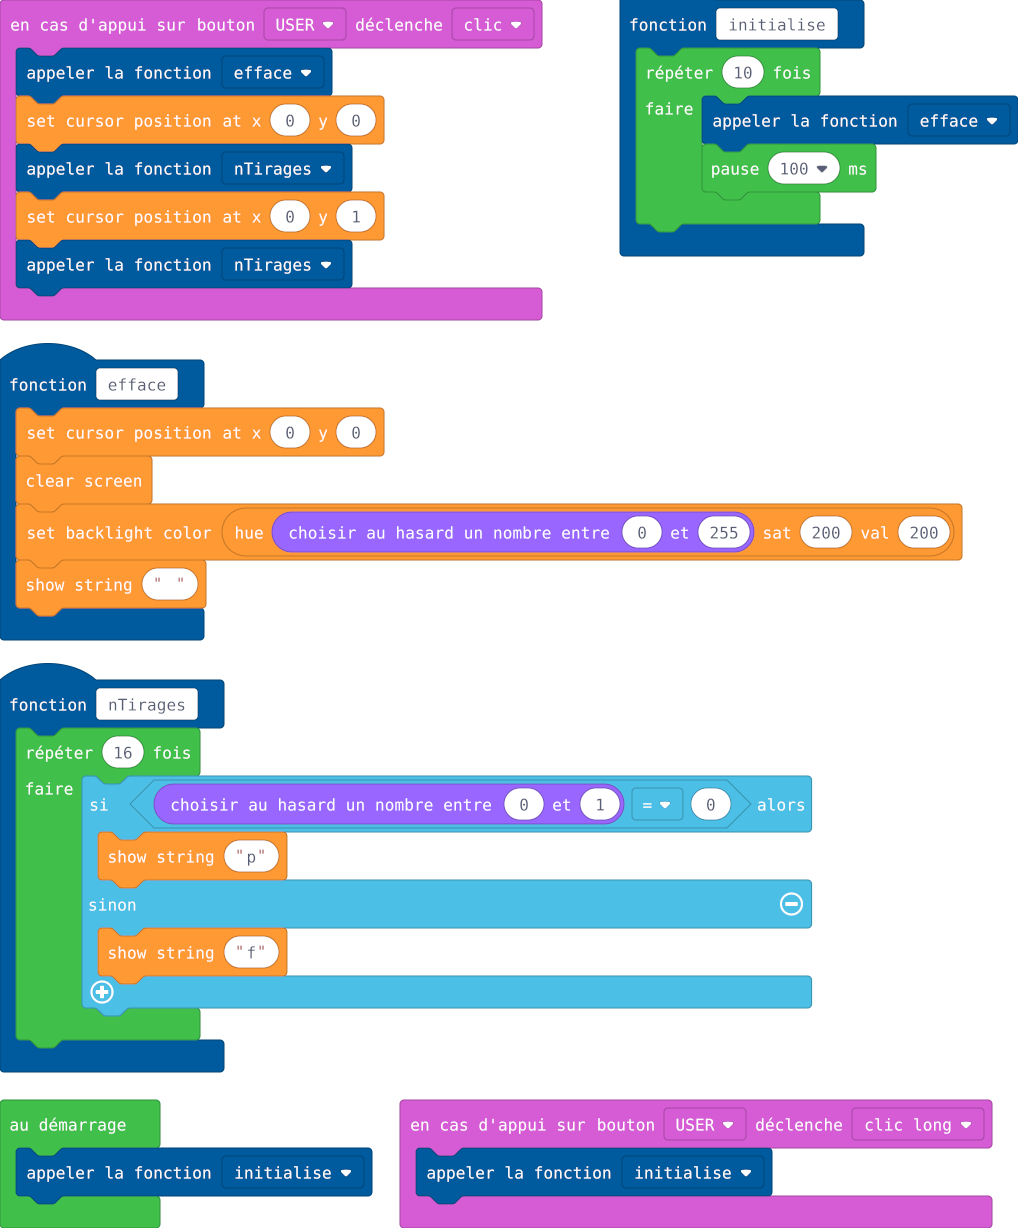 en cas d'appui sur bouton USER déclenche clic
appeler la fonction efface
set cursor position at x 0 y 0
appeler la fonction nTirages
set cursor position at x 0 y 1
appeler la fonction nTirages
fonction initialise
répéter 10 fois
faire
appeler la fonction efface
pause 100 ms
fonction efface
set cursor position at x 0 y 0
clear screen
set backlight color hue choisir au hasard un nombre entre 0 et 255 sat 200 val 200
show string " "
fonction nTirages
répéter 16 fois
faire
si choisir au hasard un nombre entre 0 et 1 = 0 alors
show string "p"
sinon
show string "f"
au démarrage
appeler la fonction initialise
en cas d'appui sur bouton USER déclenche clic long
appeler la fonction initialise